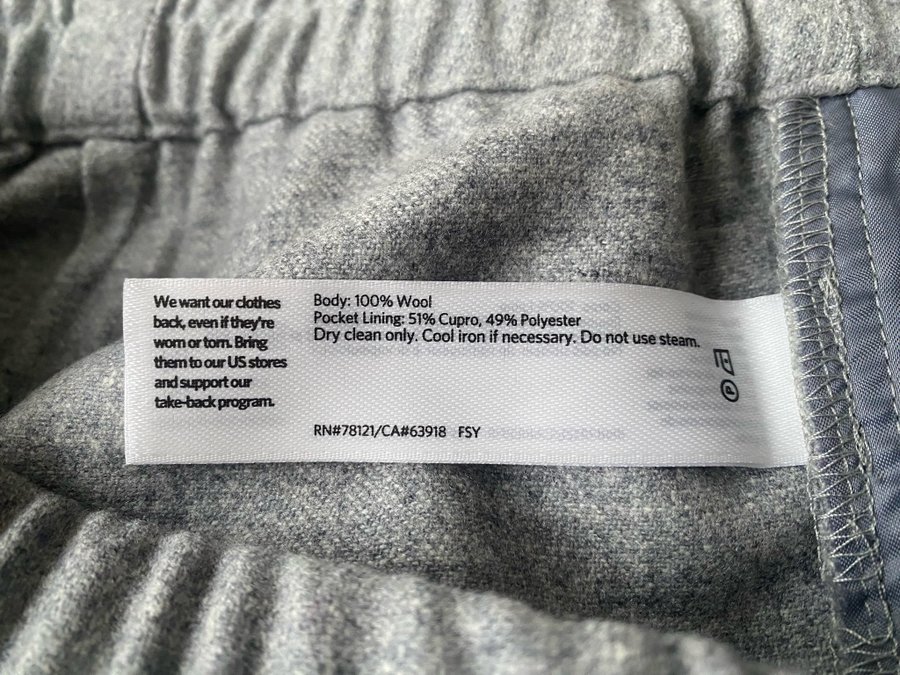 We want our clothes
back, even if they're
worn or torn. Bring
them to our US stores
and support our
take-back program.
Body: 100% Wool
Pocket Lining: 51% Cupro, 49% Polyester
Dry clean only. Cool iron if necessary. Do not use steam.
P
RN#78121/CA#63918 FSY